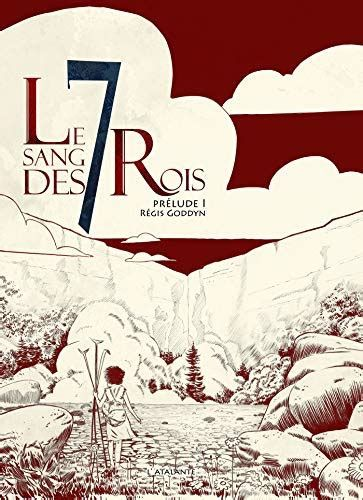 LE
SANG
DES 7 ROIS
PRÉLUDE I
RÉGIS GODDYN
L'ATALANTE